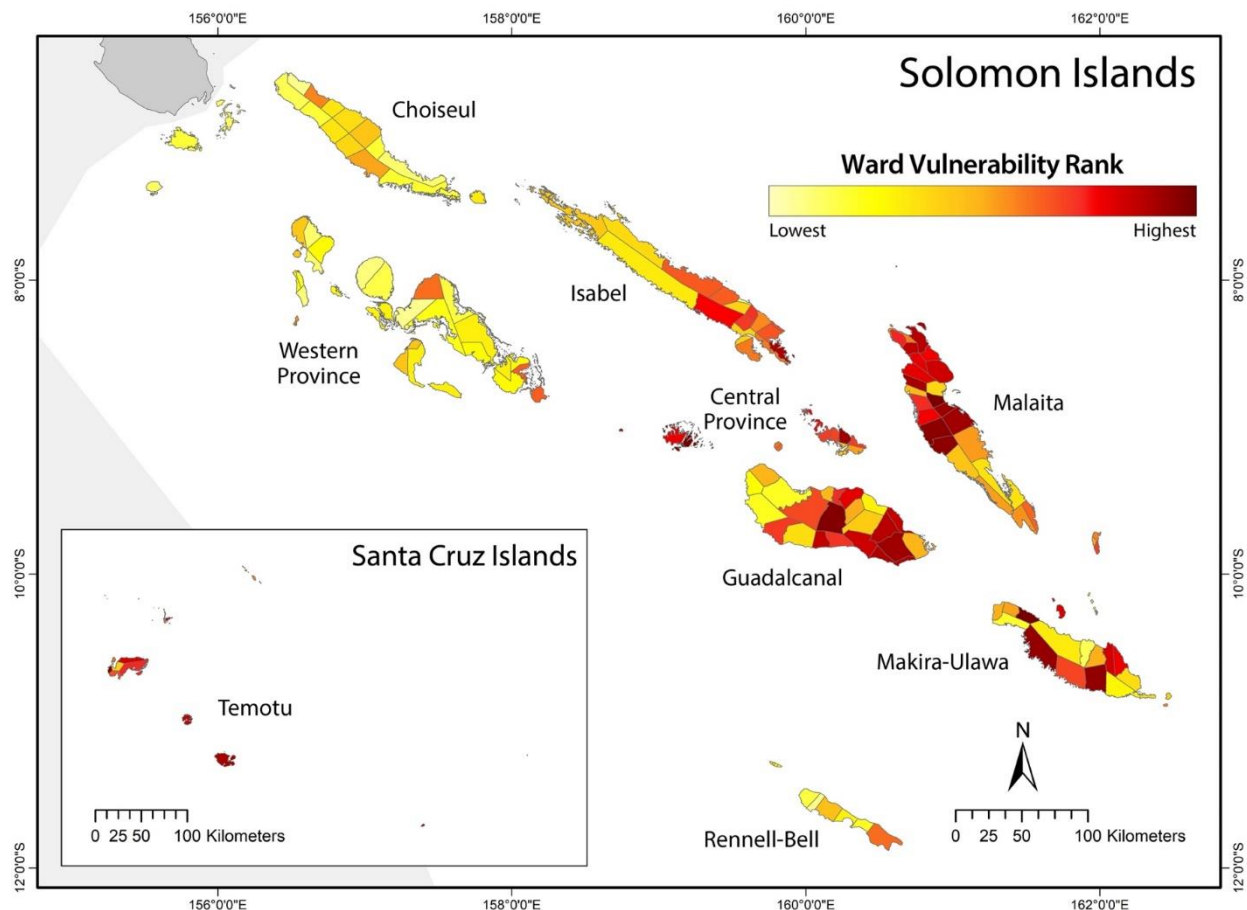 156°0'0"E 158°0'0"E 160°0'0"E 162°0'0"E
Solomon Islands
Choiseul
Ward Vulnerability Rank
Lowest Highest
8°0'0"S 8°0'0"S
Isabel
Western
Province
Central
Province
Malaita
Santa Cruz Islands
Guadalcanal
10°0'0"S 10°0'0"S
Makira-Ulawa
Temotu
N
0 25 50 100 Kilometers
0 25 50 100 Kilometers
Rennell-Bell
12°0'0"S 12°0'0"S
156°0'0"E 158°0'0"E 160°0'0"E 162°0'0"E